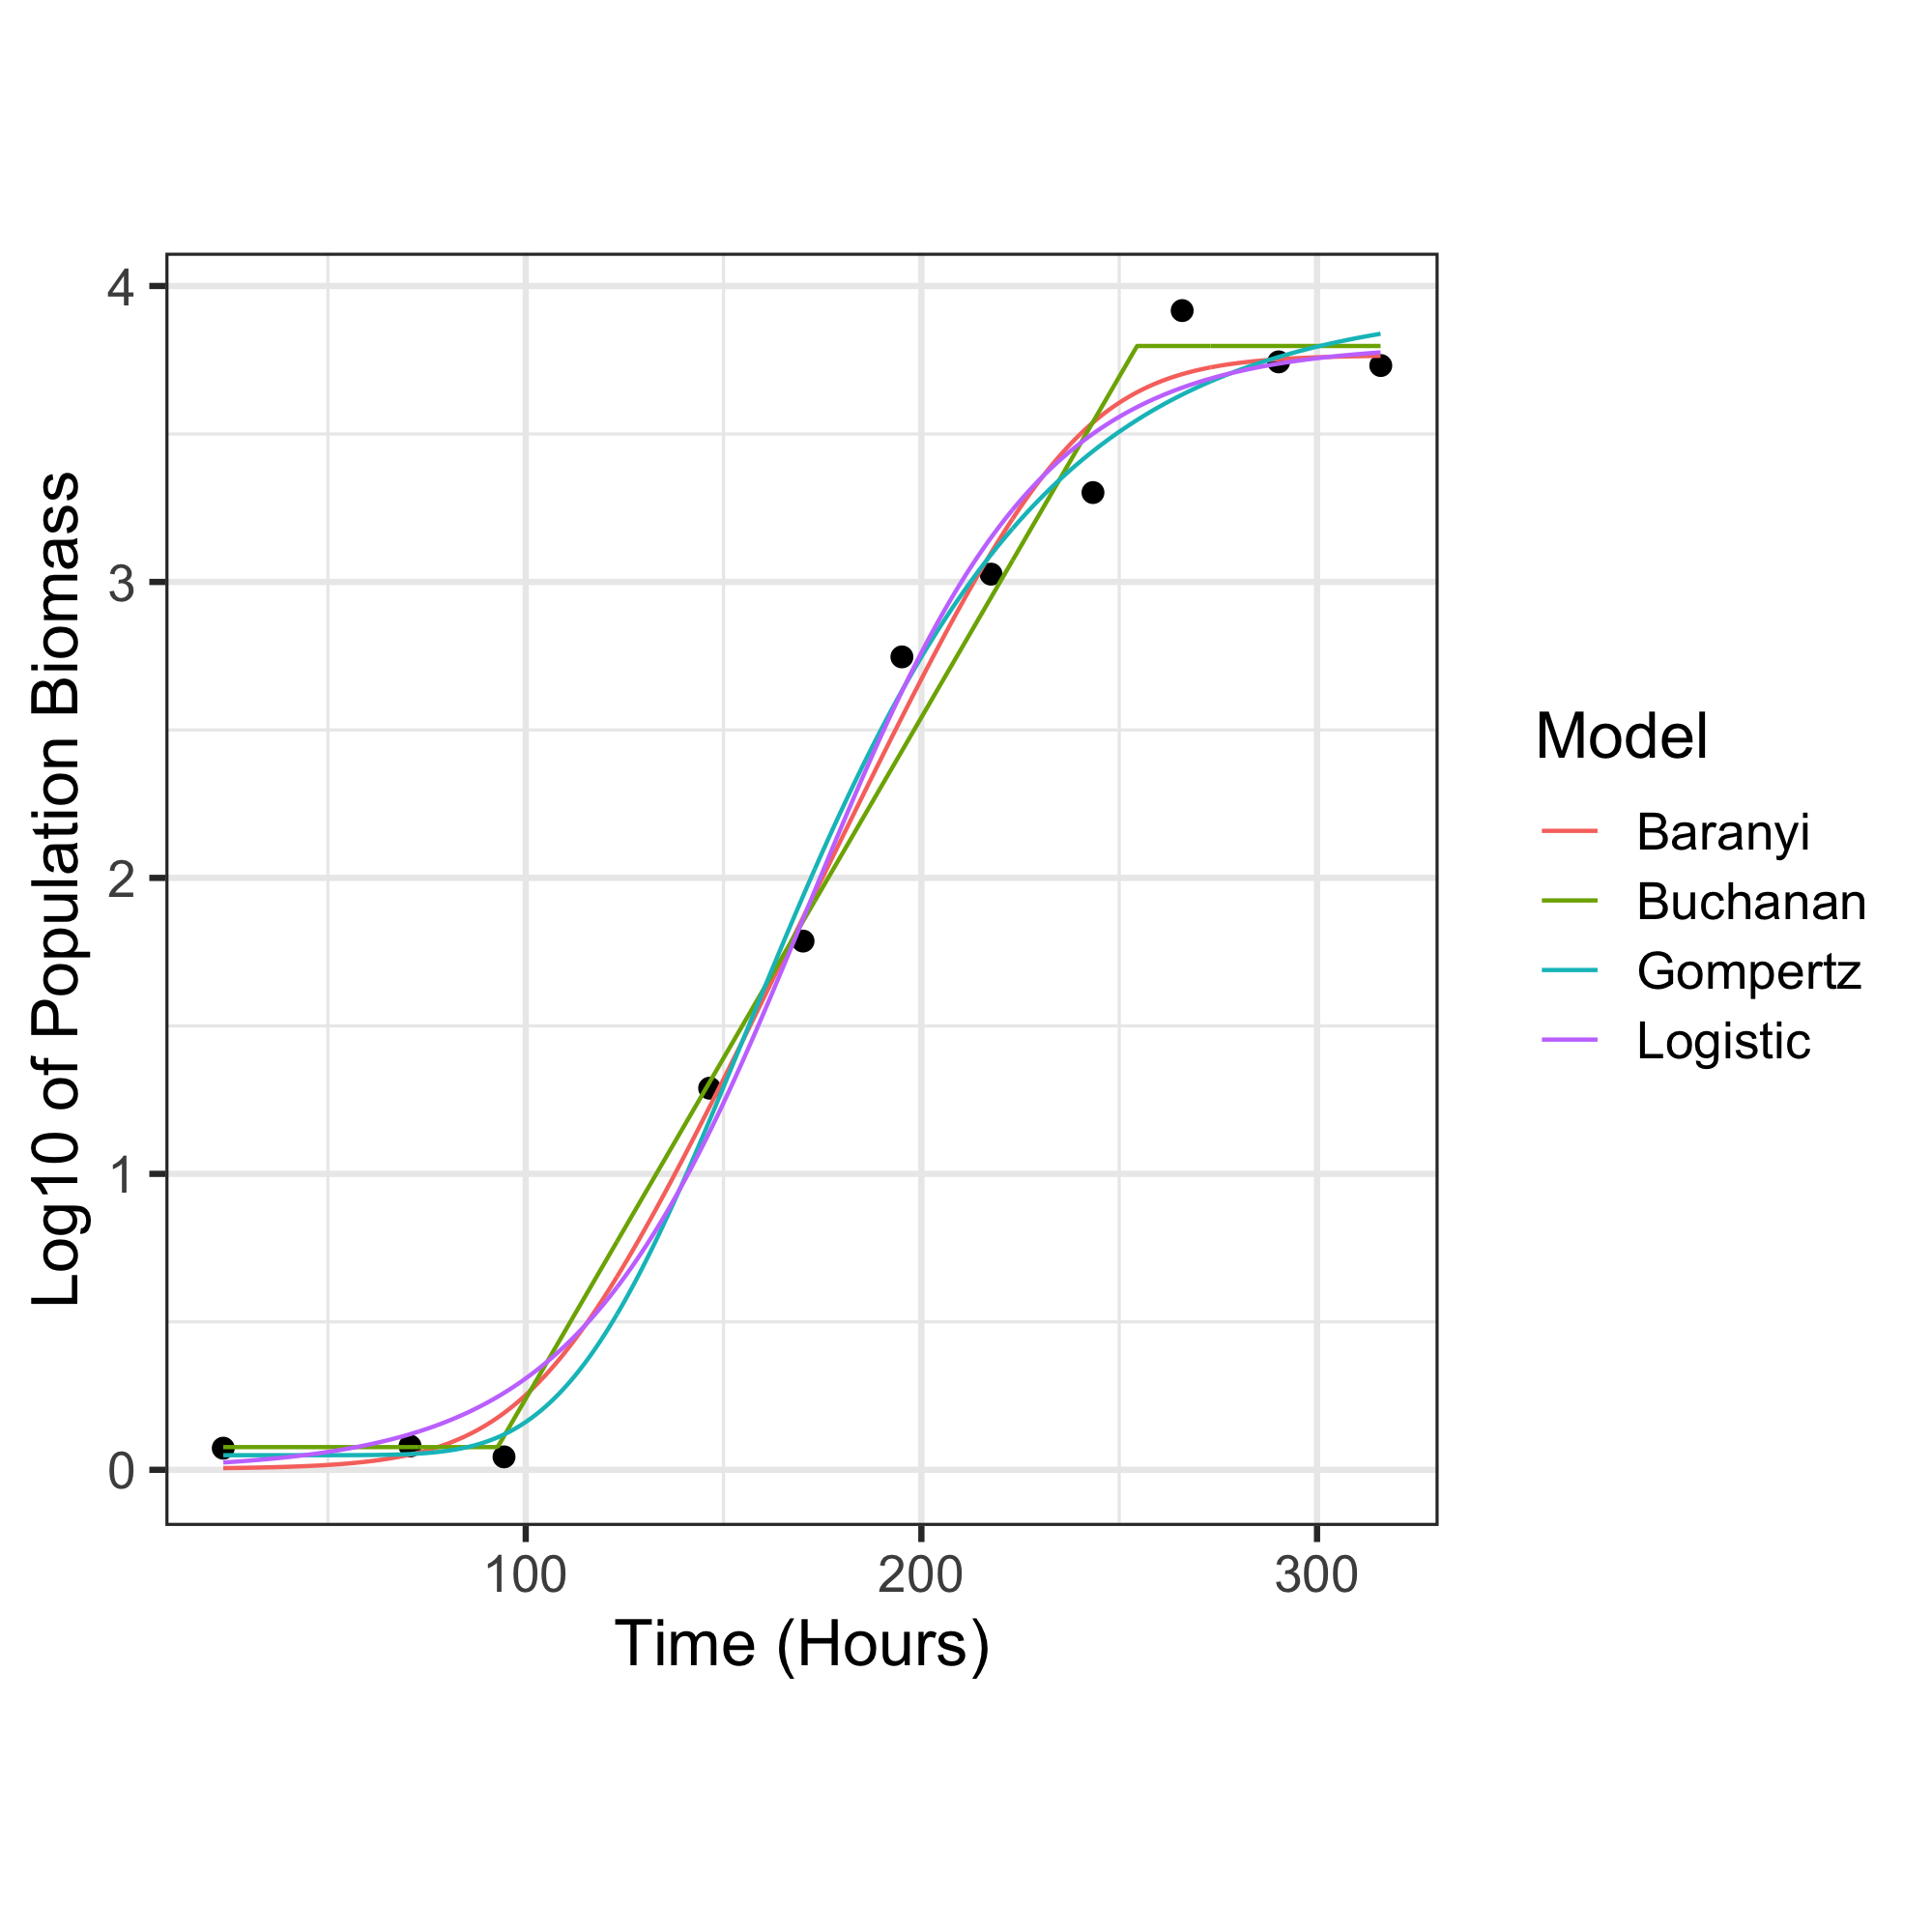 4
3
2
1
0
100 200 300
Time (Hours)
Log10 of Population Biomass
Model
Baranyi
Buchanan
Gompertz
Logistic